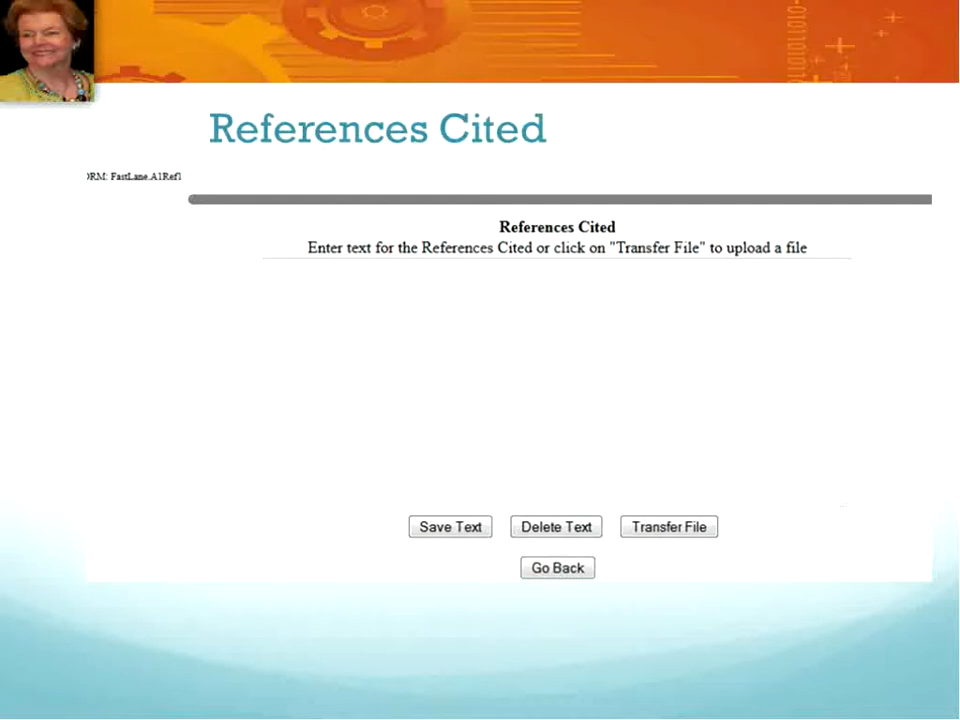 References Cited
ORM: FastLane.A1Ref1
References Cited
Enter text for the References Cited or click on "Transfer File" to upload a file
Save Text Delete Text Transfer File
Go Back